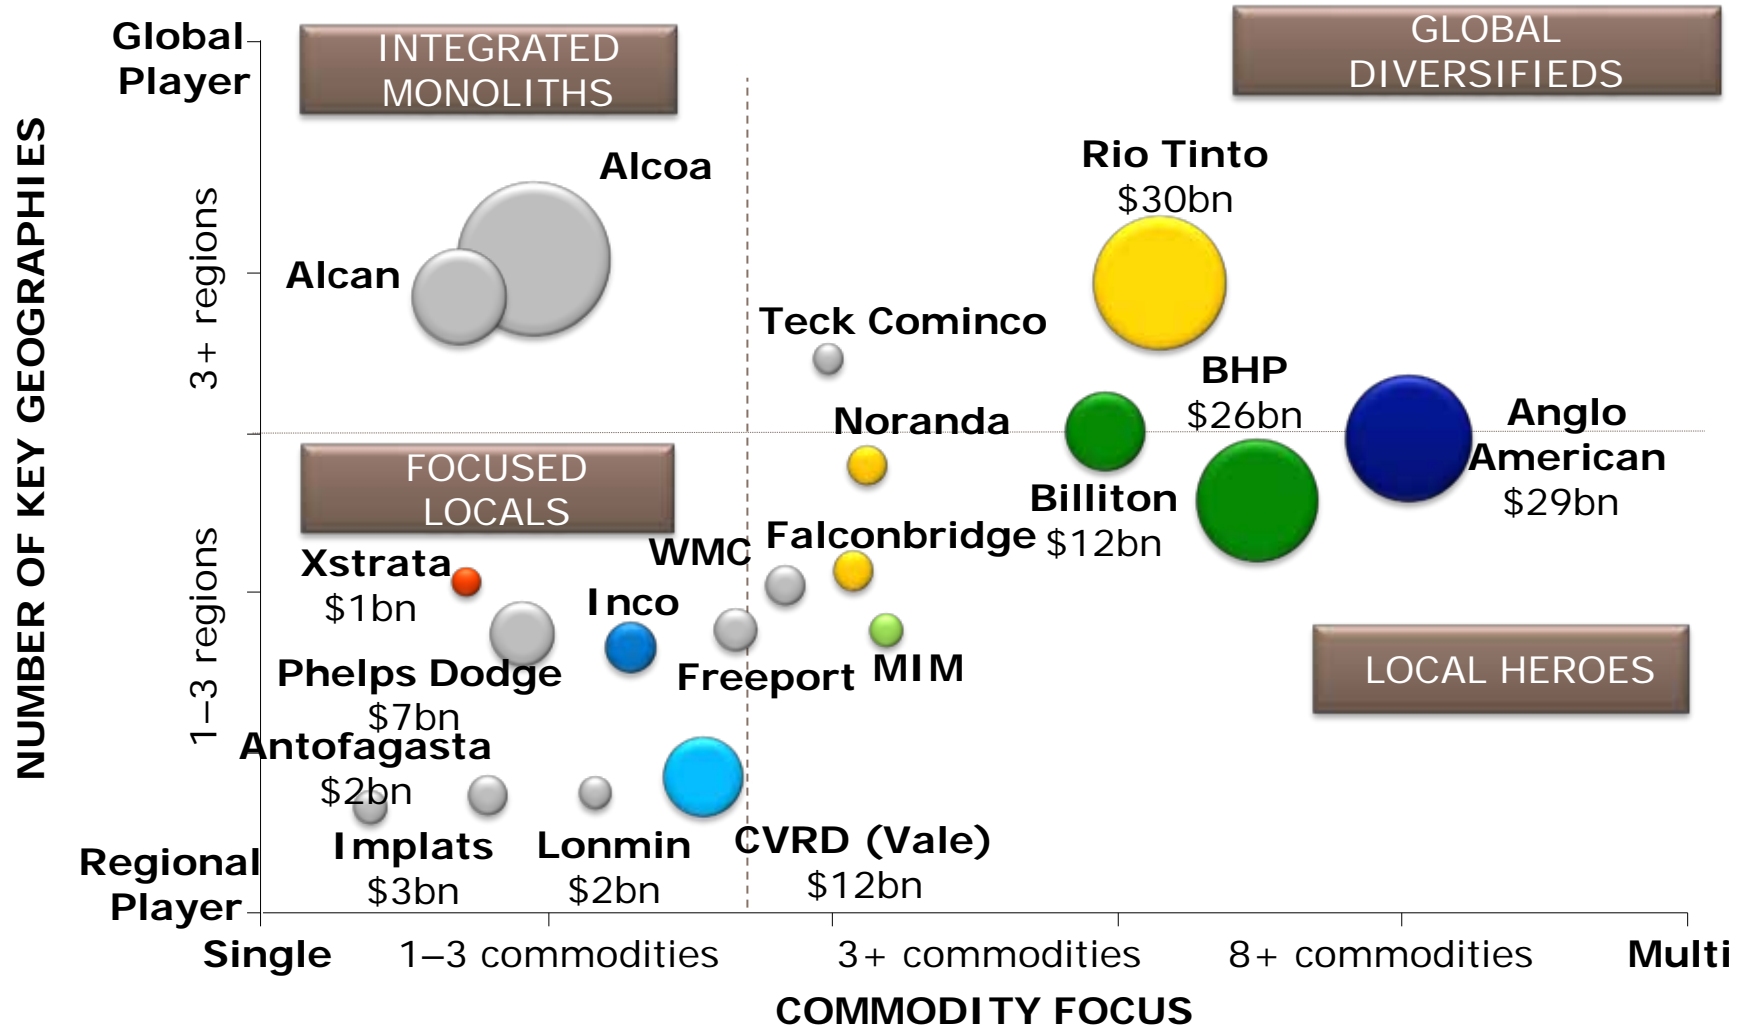 Global
Player
INTEGRATED
MONOLITHS
GLOBAL
DIVERSIFIEDS
NUMBER OF KEY GEOGRAPHIES
3+ regions
1–3 regions
Alcoa
Alcan
Rio Tinto
$30bn
Teck Cominco
BHP
$26bn
Noranda
Anglo
American
$29bn
FOCUSED
LOCALS
Billiton
$12bn
Falconbridge
WMC
Xstrata
$1bn
Inco
Phelps Dodge
$7bn
Freeport
MIM
LOCAL HEROES
Antofagasta
$2bn
Implats
$3bn
Lonmin
$2bn
CVRD (Vale)
$12bn
Regional
Player
Single
1–3 commodities
3+ commodities
8+ commodities
Multi
COMMODITY FOCUS